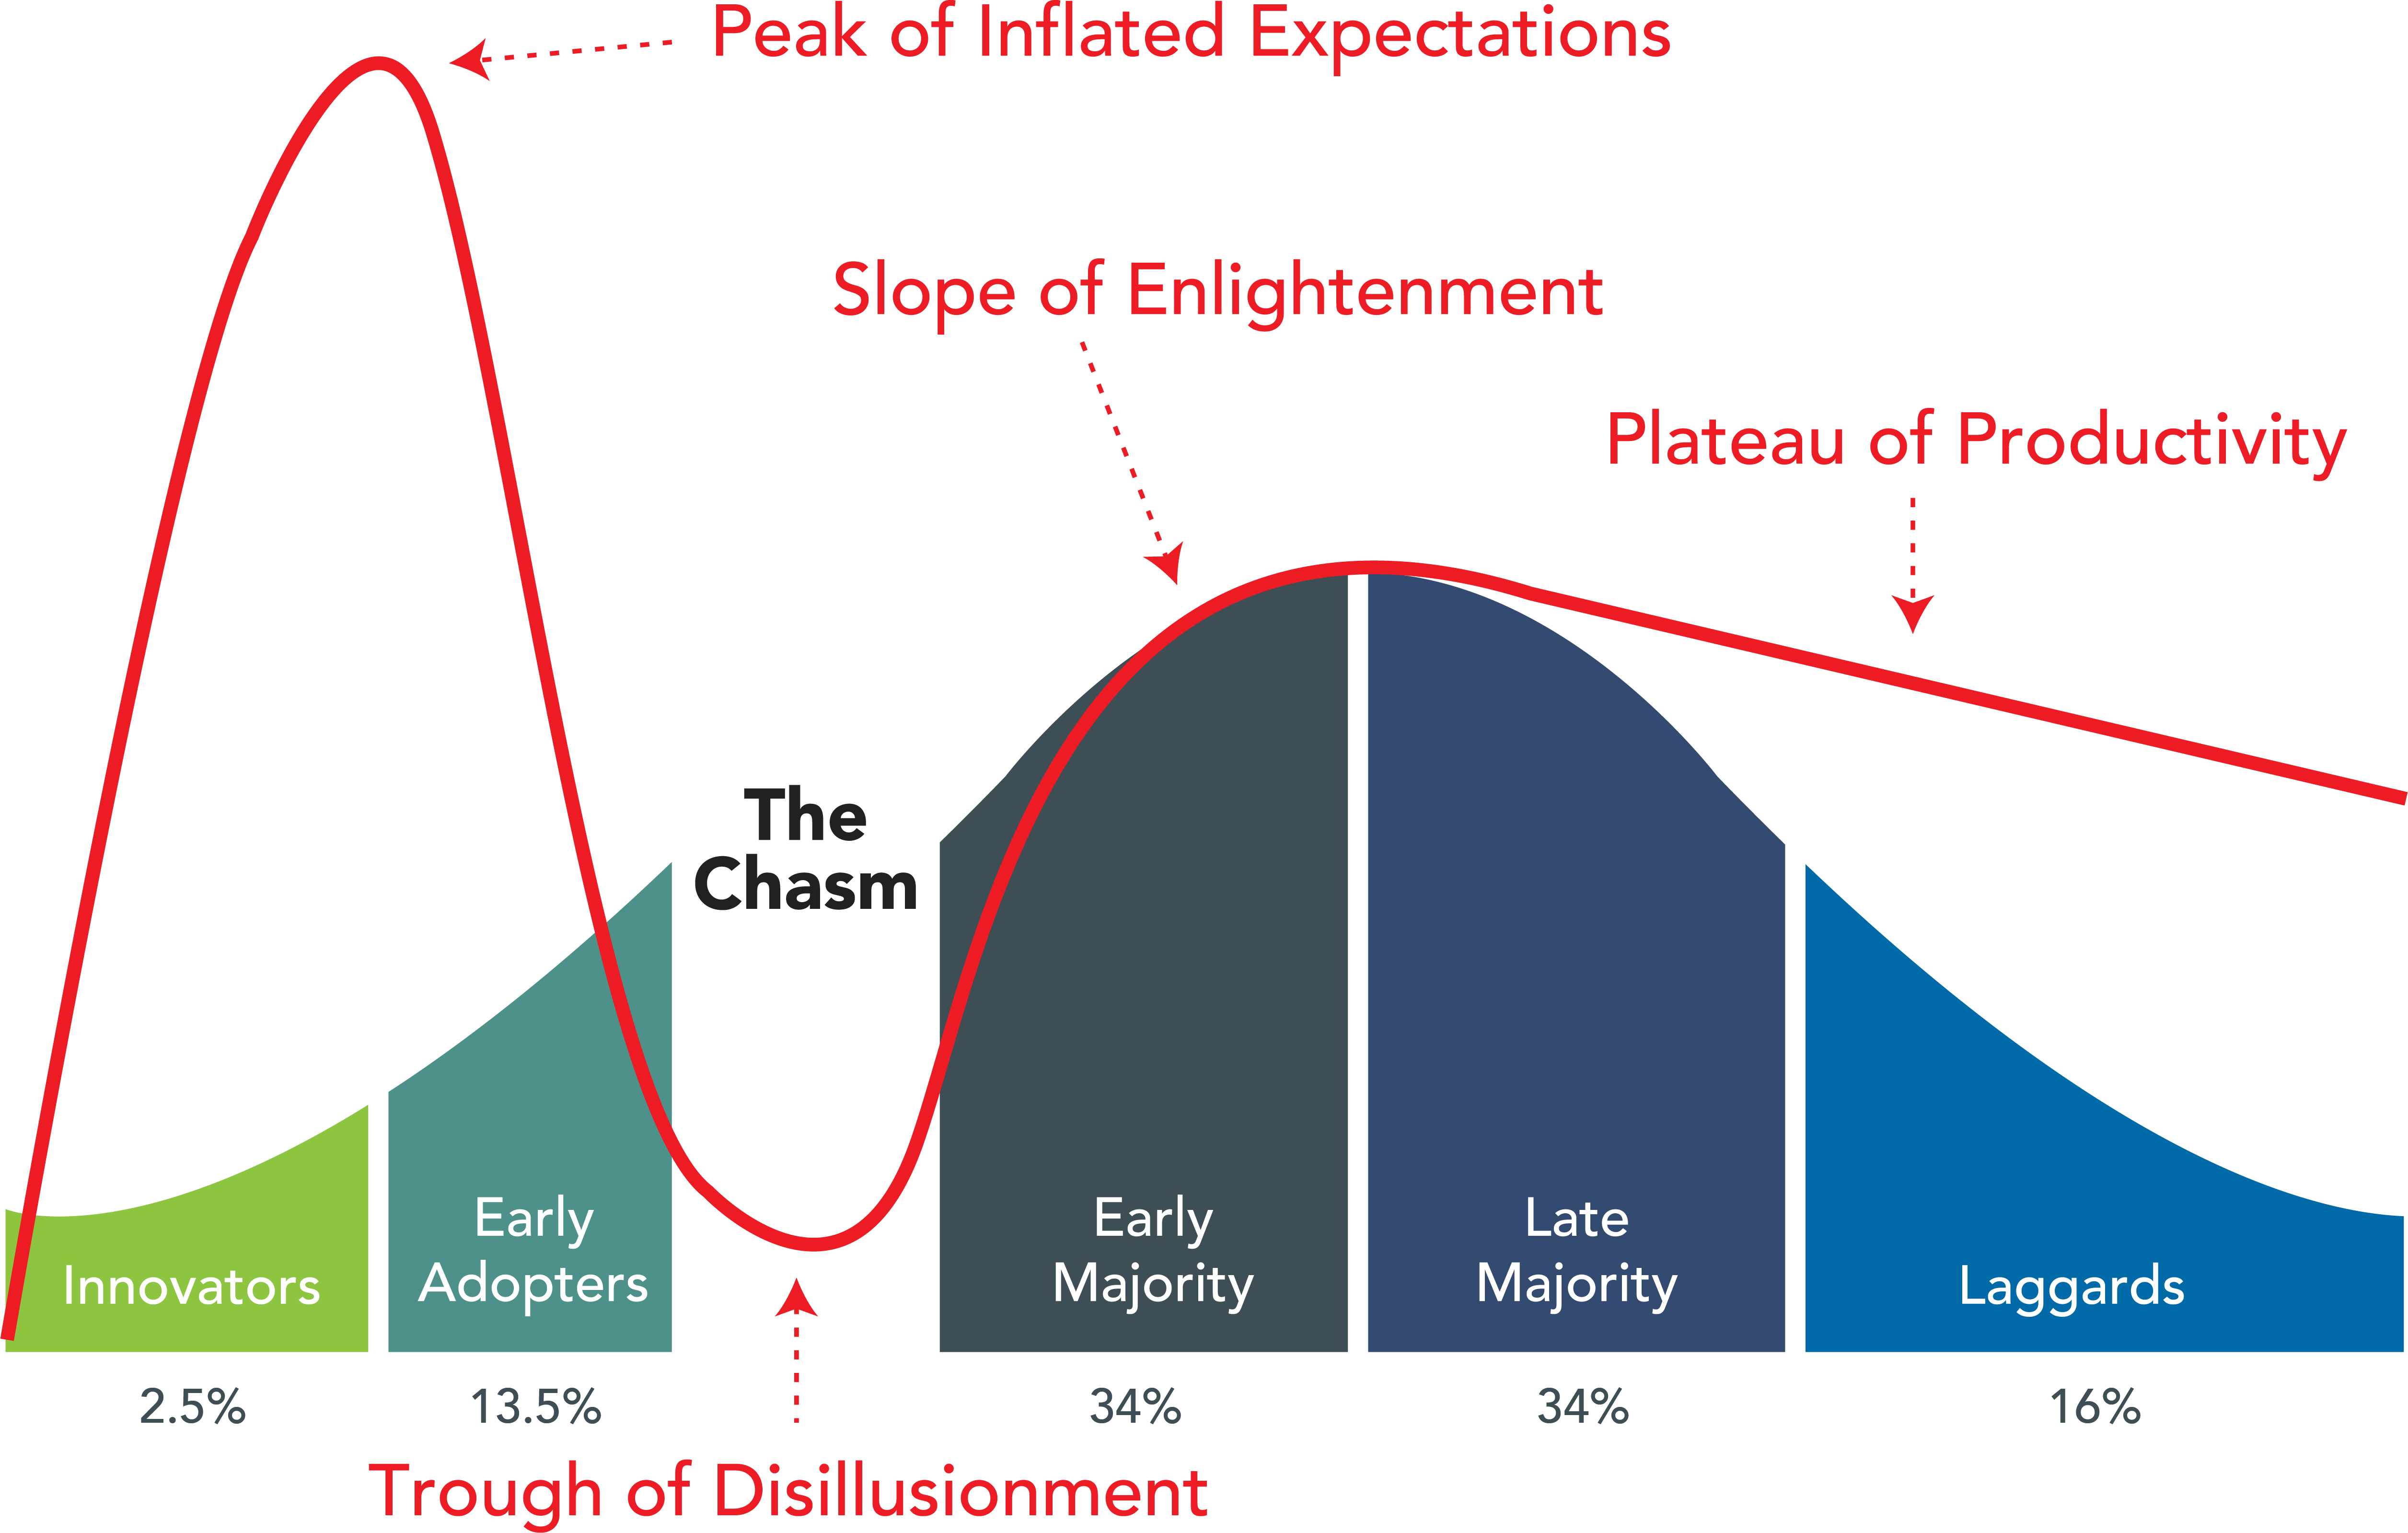 Peak of Inflated Expectations
Slope of Enlightenment
Plateau of Productivity
The
Chasm
Innovators
Early
Adopters
Early
Majority
Late
Majority
Laggards
2.5%
13.5%
34%
34%
16%
Trough of Disillusionment